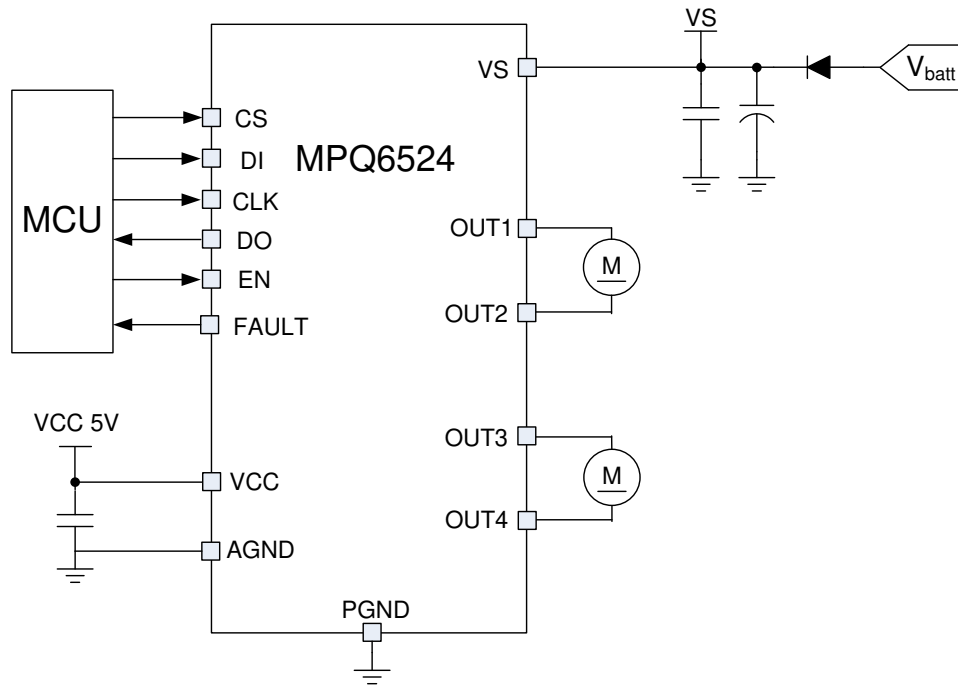 VS
VS
V_batt
CS
DI
MPQ6524
CLK
MCU
OUT1
DO
M
EN
OUT2
FAULT
VCC 5V
OUT3
VCC
M
OUT4
AGND
PGND